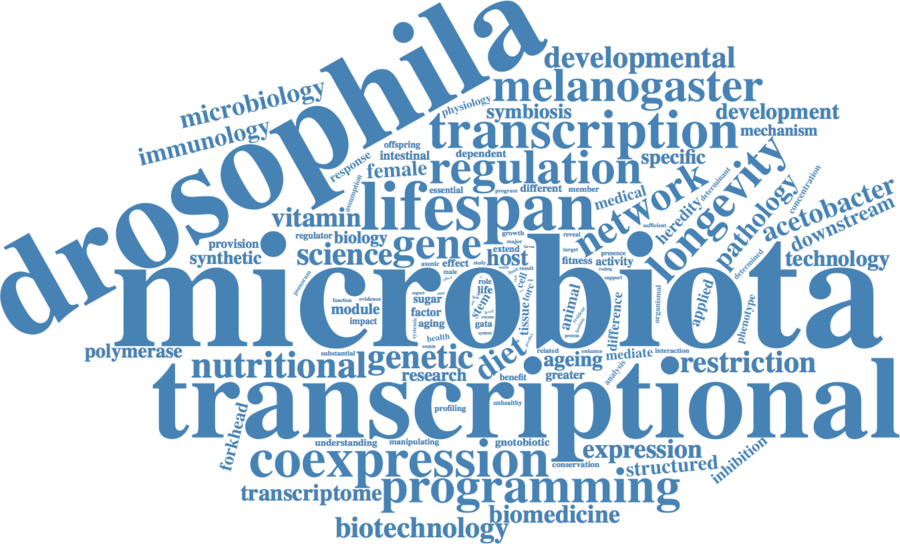 drosophila
developmental
melanogaster
microbiology
physiology
symbiosis
development
immunology
transcription
mechanism
offspring
response
intestinal
dependent
regulation
specific
longevity
female
essential
program
different
member
medical
determinant
concentration
network
heredity
pathology
acetobacter
vitamin
lifespan
sufficient
downstream
regulator
biology
gene
growth
reveal
provision
synthetic
science
major
extend
host
target
fitness
presence
activity
determined
technology
axenic
effect
study
male
result
microbiota
support
role
life
cell
stem
tissue
animal
difference
organismal
applied
phenotype
function
evidence
module
impact
sugar
factor
aging
gata
health
polymerase
substantial
genetic
diet
related
ageing
enhance
mediate
interaction
restriction
nutritional
research
benefit
greater
analysis
transcriptional
profiling
unhealthy
forkhead
understanding
manipulating
gnotobiotic
expression
inhibition
coexpression
conservation
structured
transcriptome
programming
biotechnology
biomedicine